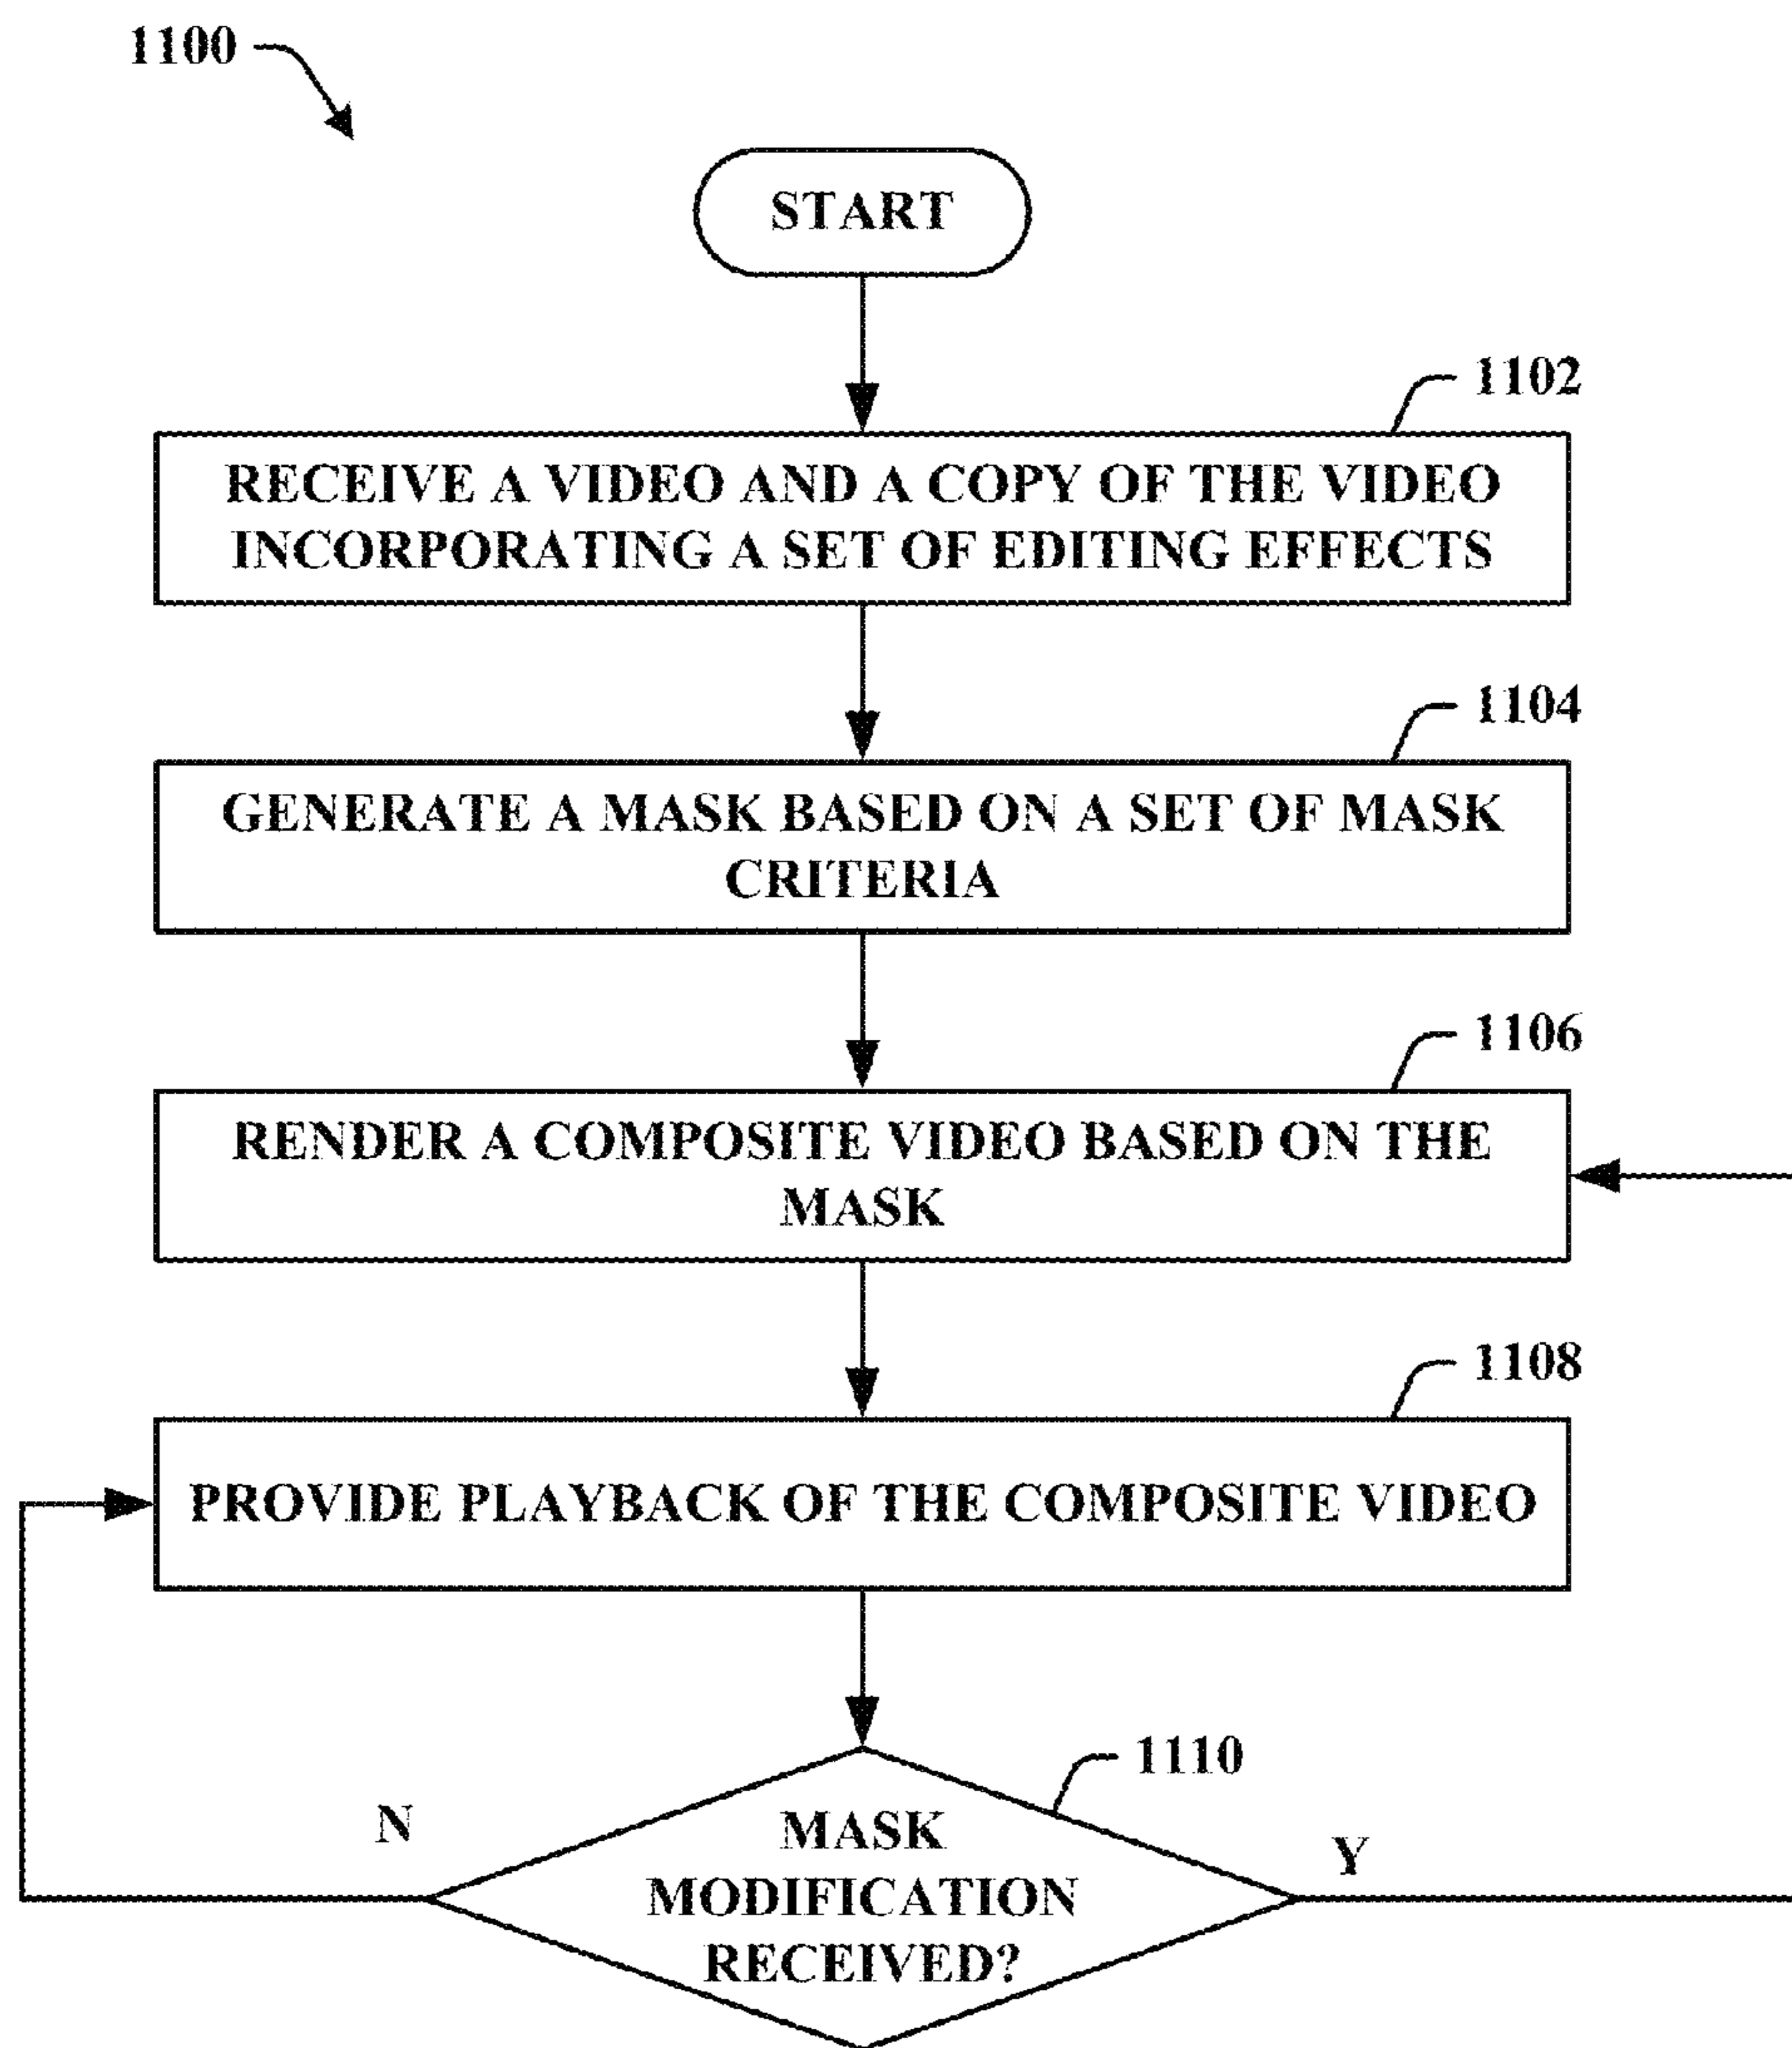 1100
START
1102
RECEIVE A VIDEO AND A COPY OF THE VIDEO
INCORPORATING A SET OF EDITING EFFECTS
1104
GENERATE A MASK BASED ON A SET OF MASK
CRITERIA
1106
RENDER A COMPOSITE VIDEO BASED ON THE
MASK
1108
PROVIDE PLAYBACK OF THE COMPOSITE VIDEO
1110
N
MASK
MODIFICATION
RECEIVED?
Y